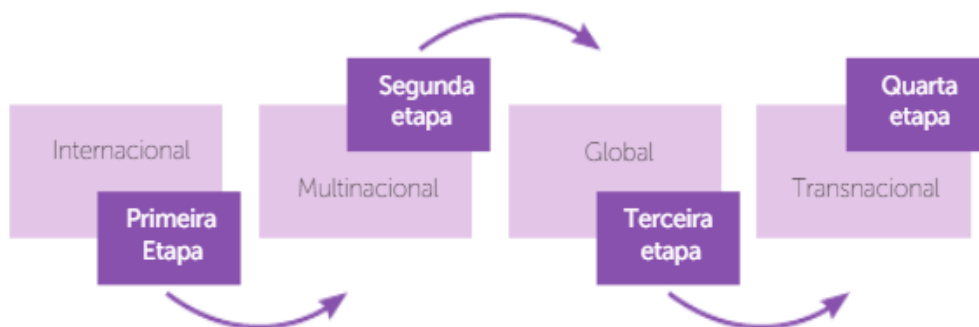 Internacional
Primeira
Etapa
Segunda
etapa
Multinacional
Global
Terceira
etapa
Quarta
etapa
Transnacional